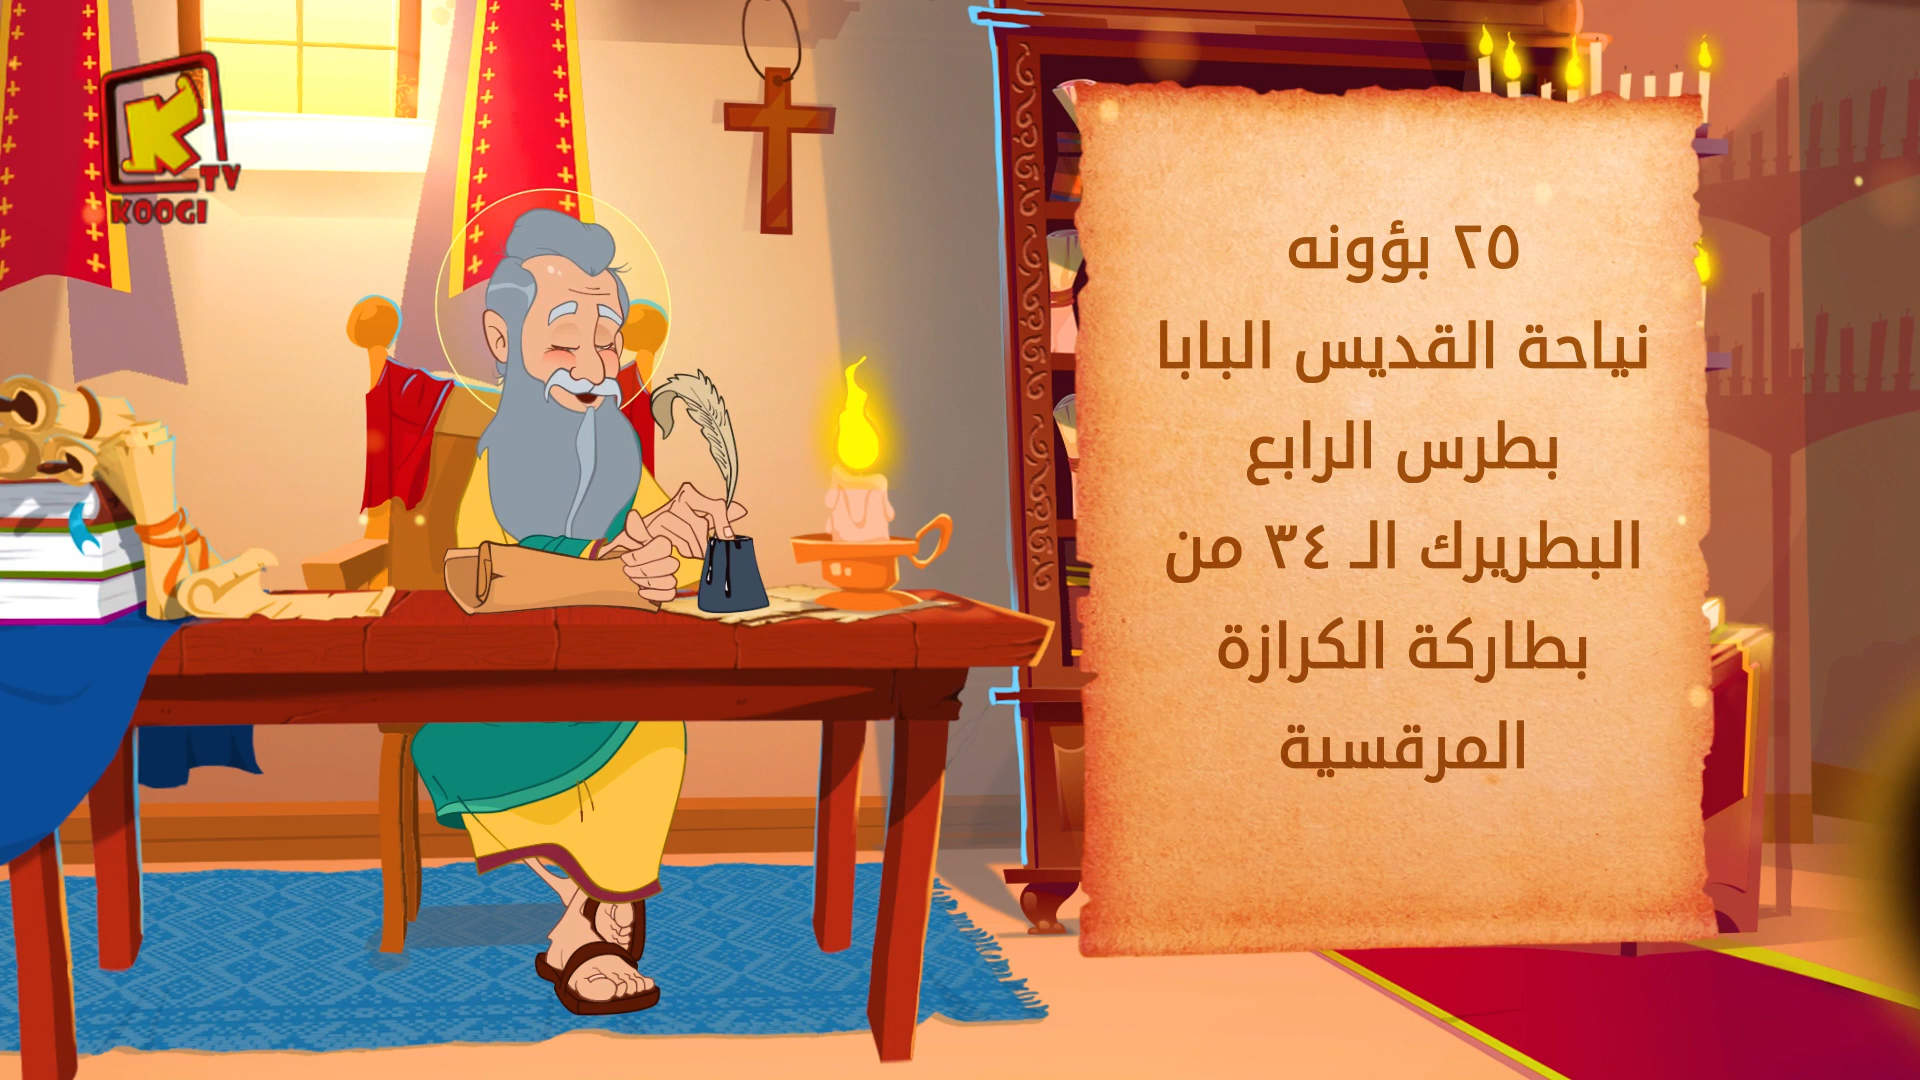 K
TV
KOOGI
٢٥ بؤونه
نياحة القديس البابا
بطرس الرابع
البطريرك الـ ٣٤ من
بطاركة الكرازة
المرقسية